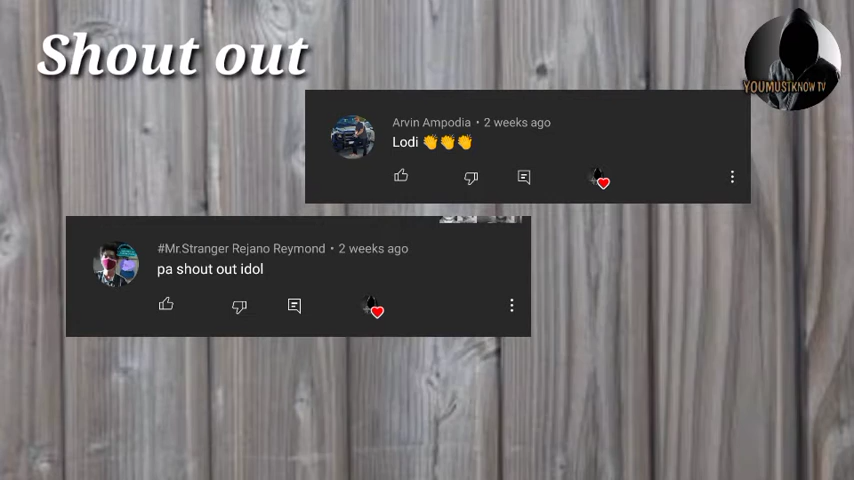 Shout out
YOUMUSTKNOW TV
Arvin Ampodia • 2 weeks ago
Lodi 👏👏👏
#Mr.Stranger Rejano Reymond • 2 weeks ago
pa shout out idol